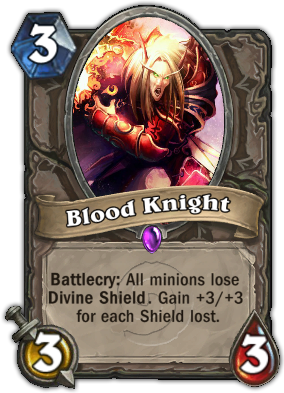 3
Blood Knight
Battlecry: All minions lose
Divine Shield. Gain +3/+3
for each Shield lost.
3 3